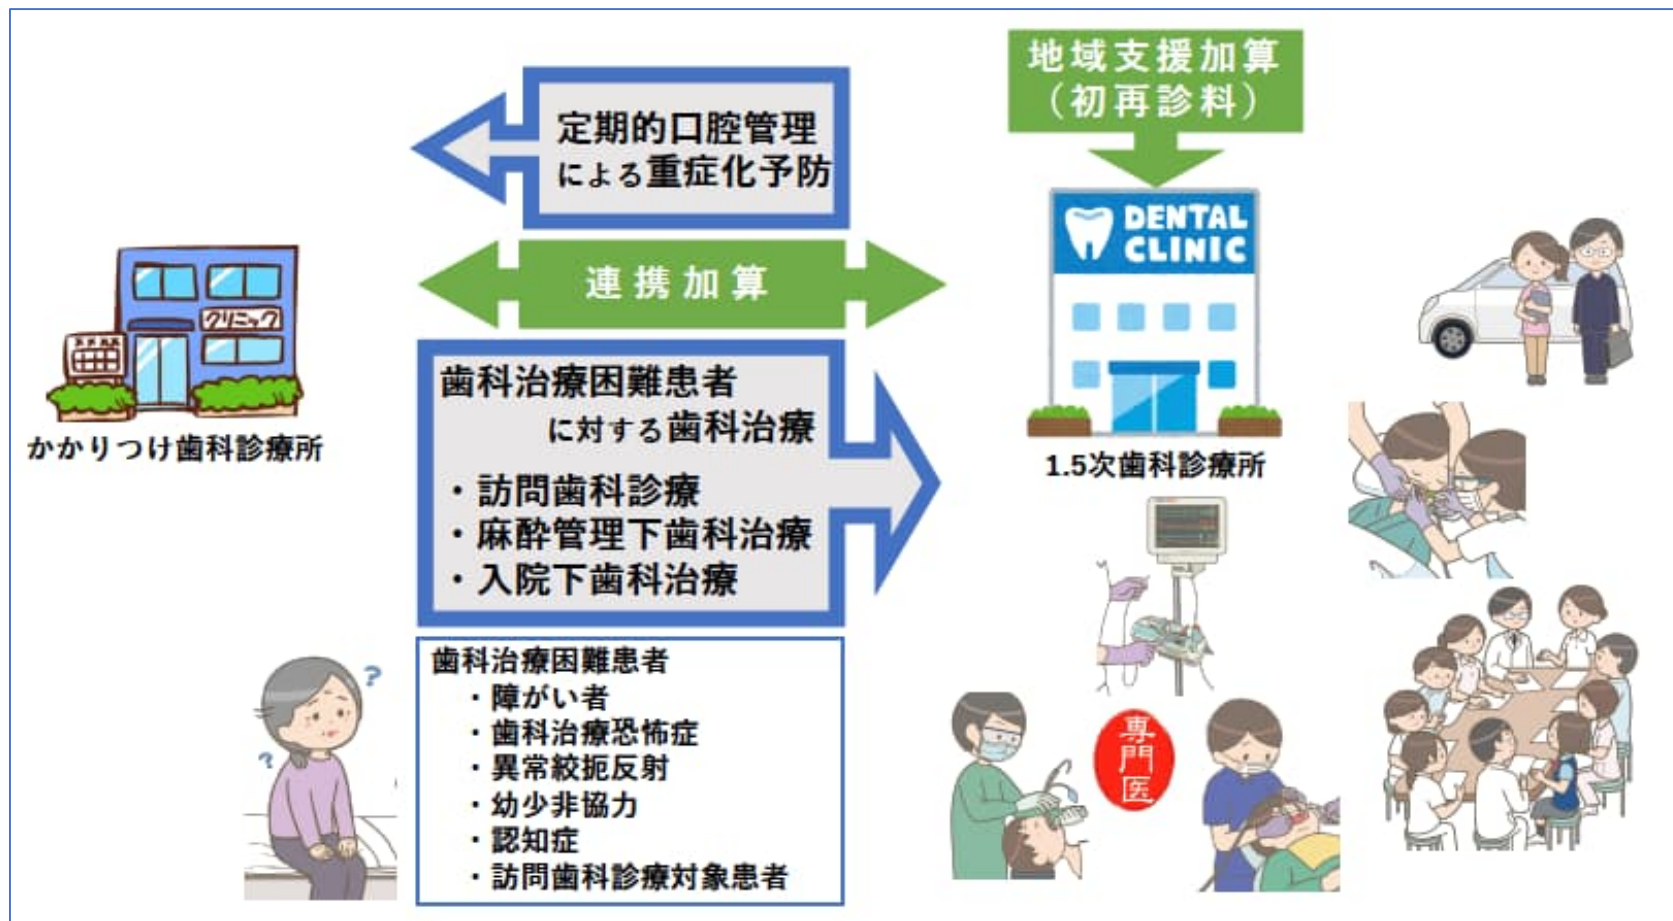 定期的口腔管理
による重症化予防
地域支援加算
（初再診料）
DENTAL
CLINIC
連携加算
クリニック
かかりつけ歯科診療所
歯科治療困難患者
に対する歯科治療
・訪問歯科診療
・麻酔管理下歯科治療
・入院下歯科治療
1.5次歯科診療所
歯科治療困難患者
・障がい者
・歯科治療恐怖症
・異常絞扼反射
・幼少非協力
・認知症
・訪問歯科診療対象患者
?
?
専
門
医